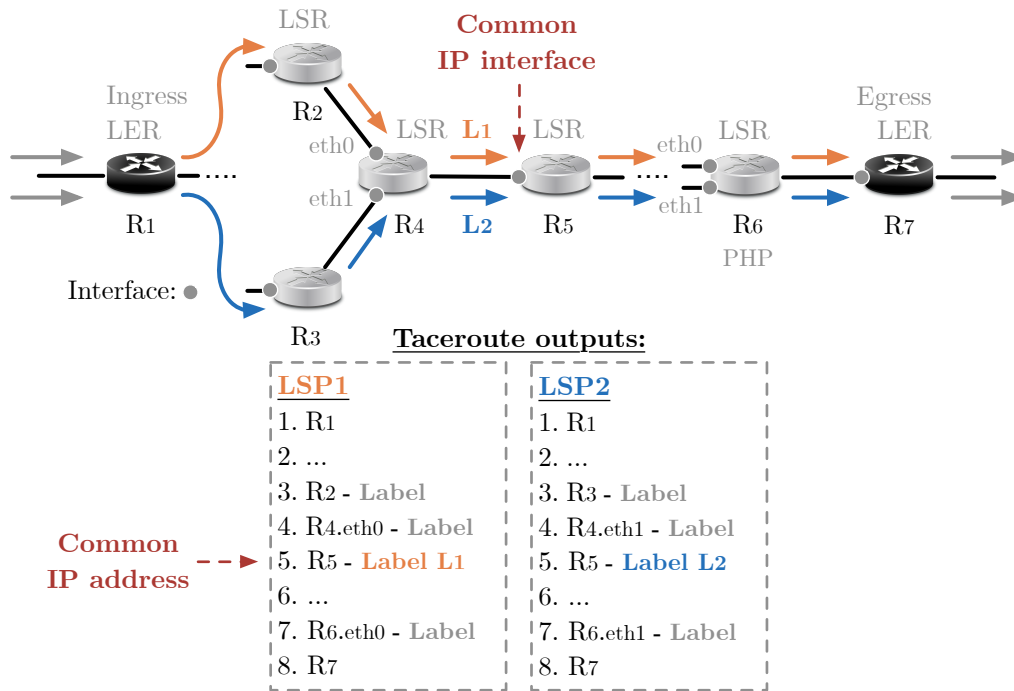 LSR
Common
IP interface
Ingress
LER
R2
eth0
LSR
L1
LSR
eth0
LSR
Egress
LER
.....
.....
R1
eth1
R4
L2
R5
eth1
R6
R7
PHP
Interface:
R3
Taceroute outputs:
LSP1
1. R1
2. ...
3. R2 - Label
4. R4.eth0 - Label
5. R5 - Label L1
6. ...
7. R6.eth0 - Label
8. R7
LSP2
1. R1
2. ...
3. R3 - Label
4. R4.eth1 - Label
5. R5 - Label L2
6. ...
7. R6.eth1 - Label
8. R7
Common
IP address